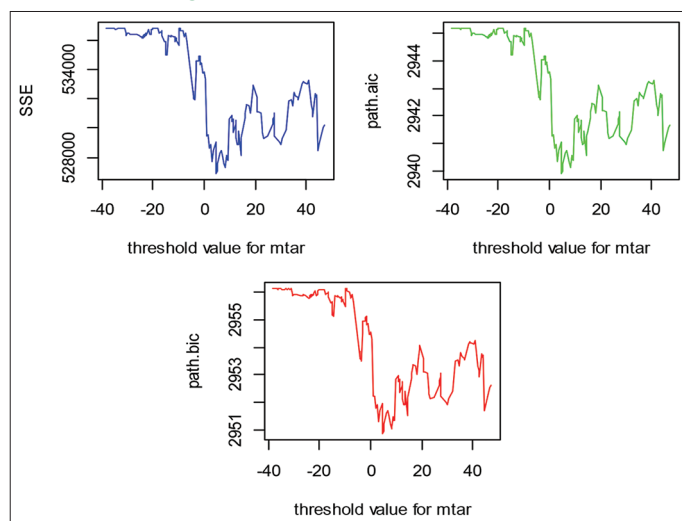 SSE
534000
528000
-40 -20 0 20 40
threshold value for mtar
path.aic
2944
2942
2940
-40 -20 0 20 40
threshold value for mtar
path.bic
2955
2953
2951
-40 -20 0 20 40
threshold value for mtar